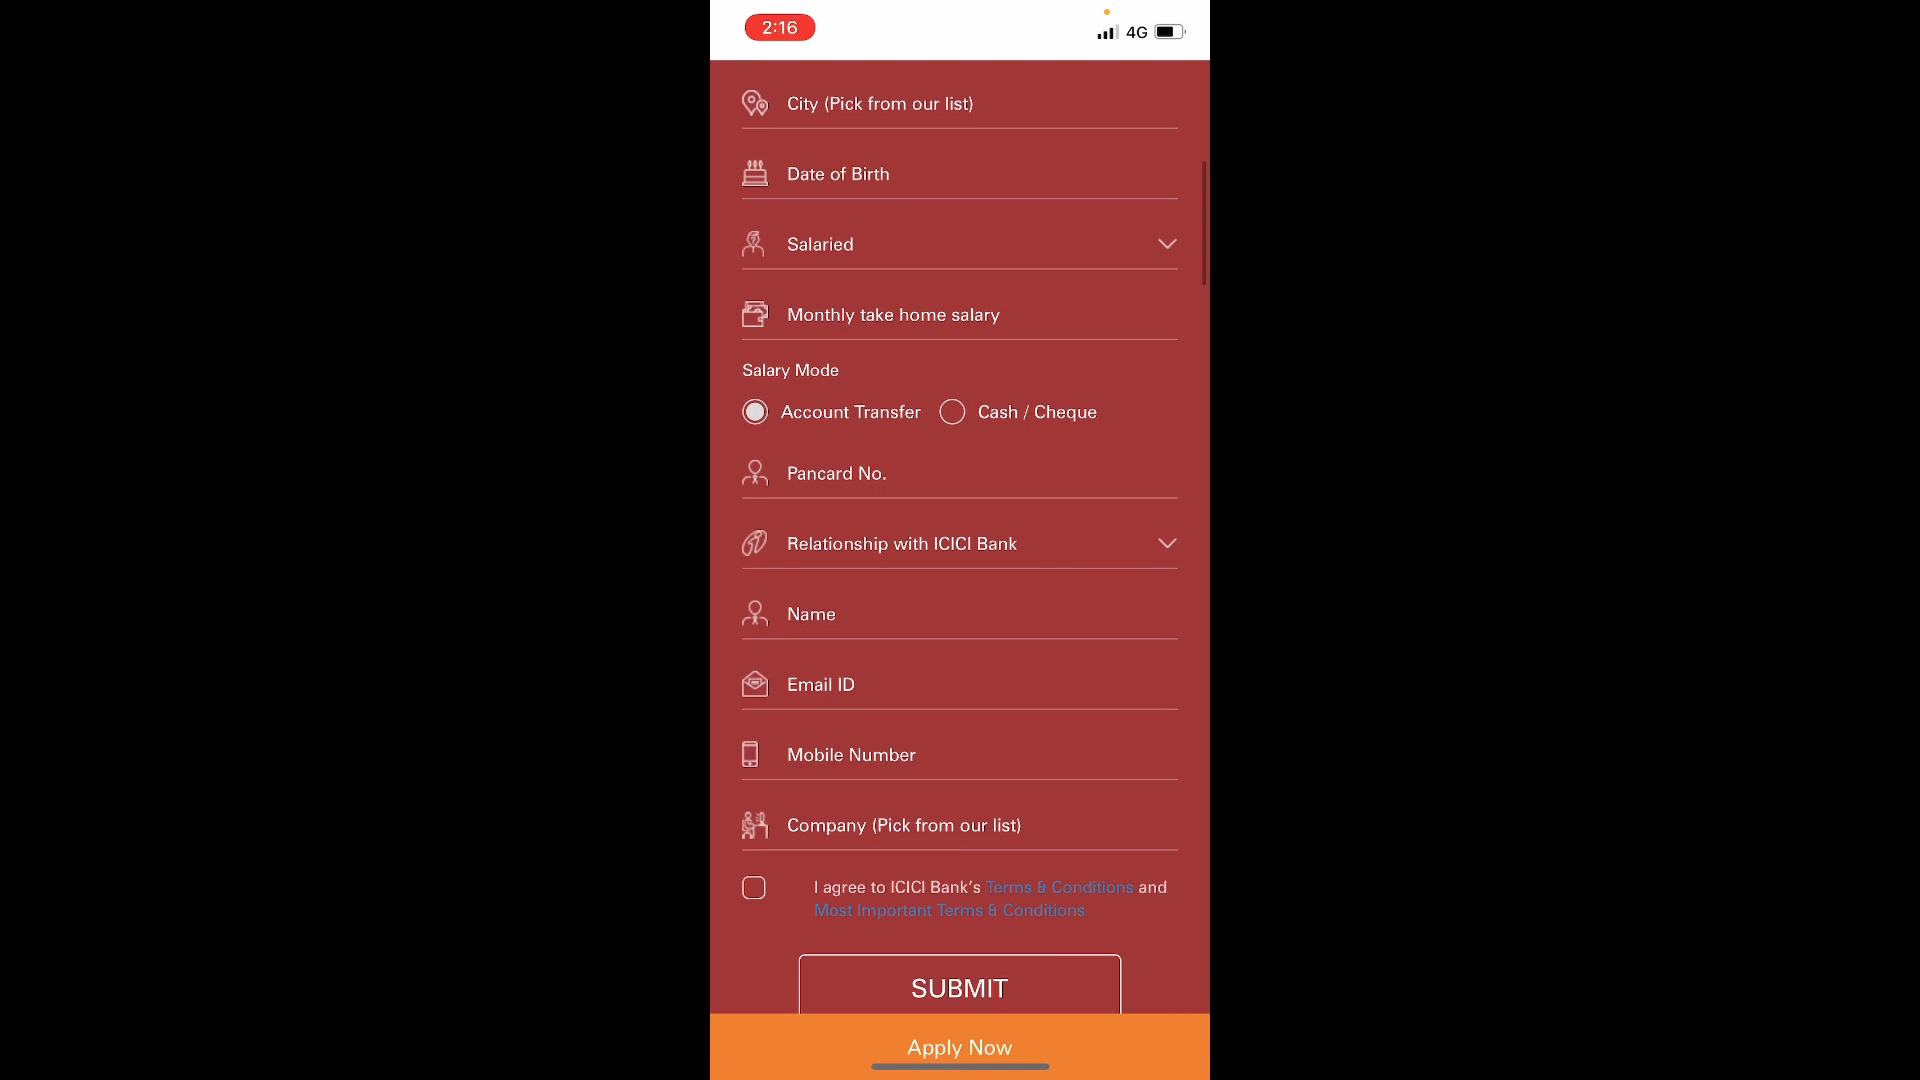 2:16
4G
City (Pick from our list)
Date of Birth
Salaried
Monthly take home salary
Salary Mode
Account Transfer
Cash / Cheque
Pancard No.
Relationship with ICICI Bank
Name
Email ID
Mobile Number
Company (Pick from our list)
I agree to ICICI Bank’s Terms & Conditions and
Most Important Terms & Conditions
SUBMIT
Apply Now